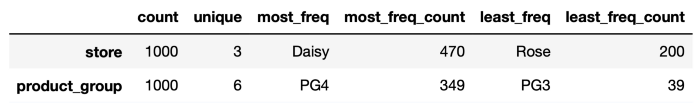 count unique most_freq most_freq_count least_freq least_freq_count
store 1000 3 Daisy 470 Rose 200
product_group 1000 6 PG4 349 PG3 39